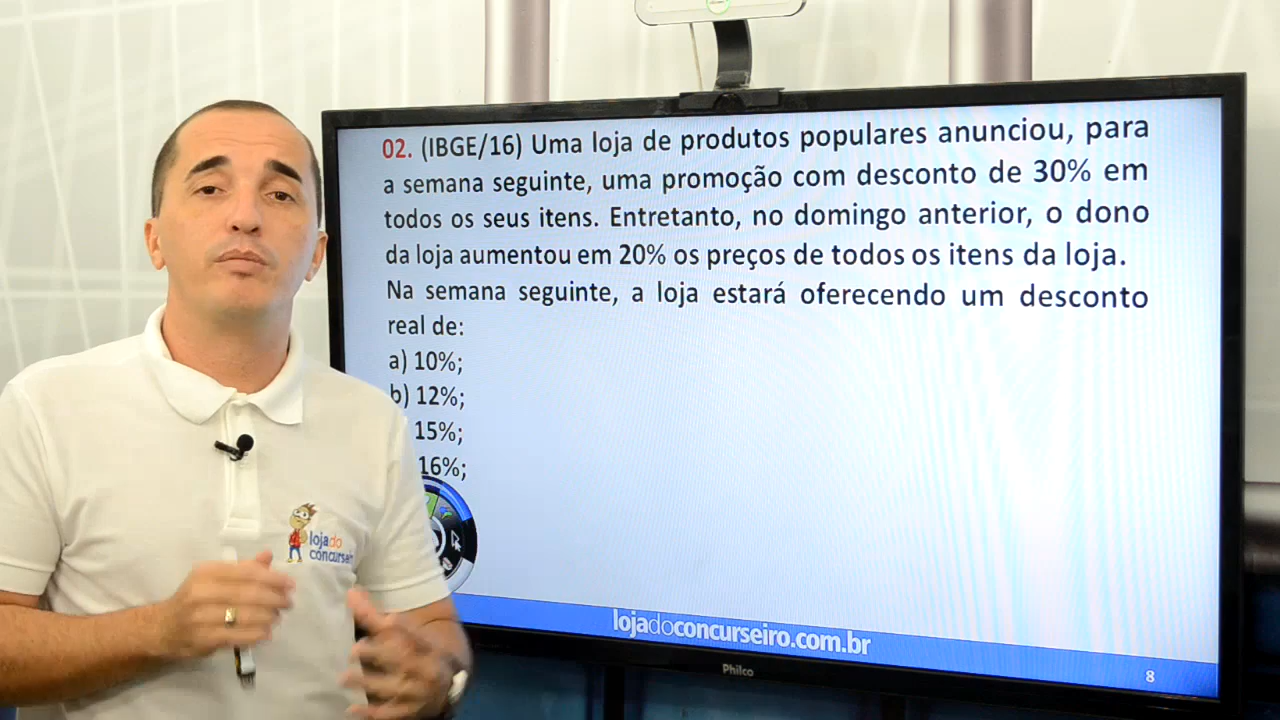 02. (IBGE/16) Uma loja de produtos populares anunciou, para
a semana seguinte, uma promoção com desconto de 30% em
todos os seus itens. Entretanto, no domingo anterior, o dono
da loja aumentou em 20% os preços de todos os itens da loja.
Na semana seguinte, a loja estará oferecendo um desconto
real de:
a) 10%;
b) 12%;
15%;
16%;
lojado
concurseiro
lojadoconcurseiro.com.br
Philco
8